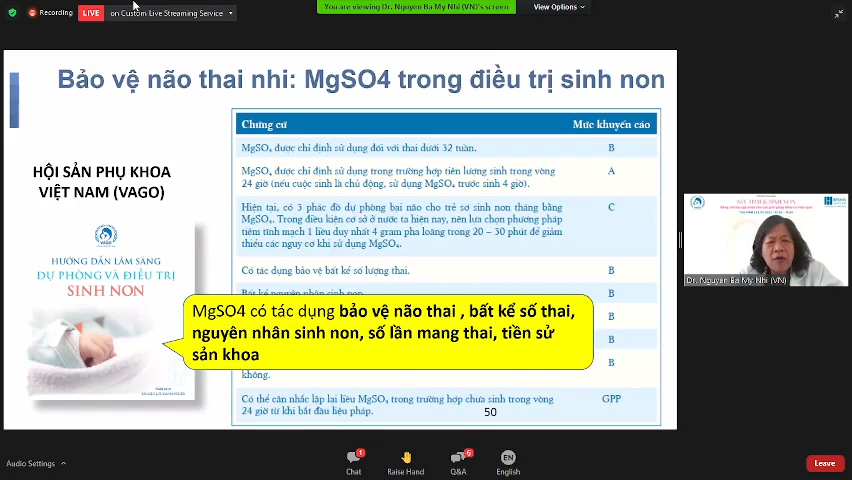 Recording
LIVE
on Custom Live Streaming Service
You are viewing Dr. Nguyen Ba My Nhi (VN)'s screen
View Options
Bảo vệ não thai nhi: MgSO4 trong điều trị sinh non
HỘI SẢN PHỤ KHOA
VIỆT NAM (VAGO)
VAGO
HƯỚNG DẪN LÂM SÀNG
DỰ PHÒNG VÀ ĐIỀU TRỊ
SINH NON
Chứng cứ Mức khuyến cáo
MgSO₄ được chỉ định sử dụng đối với thai dưới 32 tuần. B
MgSO₄ được chỉ định sử dụng trong trường hợp tiên lượng sinh trong vòng A
24 giờ (nếu cuộc sinh là chủ động, sử dụng MgSO₄ trước sinh 4 giờ).
Hiện tại, có 3 phác đồ dự phòng bại não cho trẻ sơ sinh non tháng bằng C
MgSO₄. Trong điều kiện cơ sở ở nước ta hiện nay, nên lựa chọn phương pháp
tiêm tĩnh mạch 1 liều duy nhất 4 gram pha loãng trong 20 – 30 phút để giảm
thiểu các nguy cơ khi sử dụng MgSO₄.
Có tác dụng bảo vệ bất kể số lượng thai. B
Bất kể nguyên nhân sinh non. B
B
B
B
không.
Có thể cân nhắc lặp lại liều MgSO₄ trong trường hợp chưa sinh trong vòng GPP
24 giờ từ khi bắt đầu liệu pháp.
50
MgSO4 có tác dụng bảo vệ não thai , bất kể số thai,
nguyên nhân sinh non, số lần mang thai, tiền sử
sản khoa
Dr. Nguyen Ba My Nhi (VN)
Audio Settings
1
Chat
Raise Hand
6
Q&A
EN
English
Leave